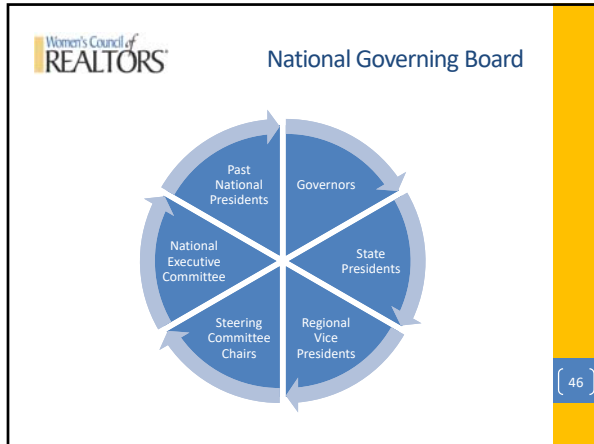 Women's Council of
REALTORS®
National Governing Board
Past
National
Presidents
Governors
National
Executive
Committee
State
Presidents
Steering
Committee
Chairs
Regional
Vice
Presidents
46